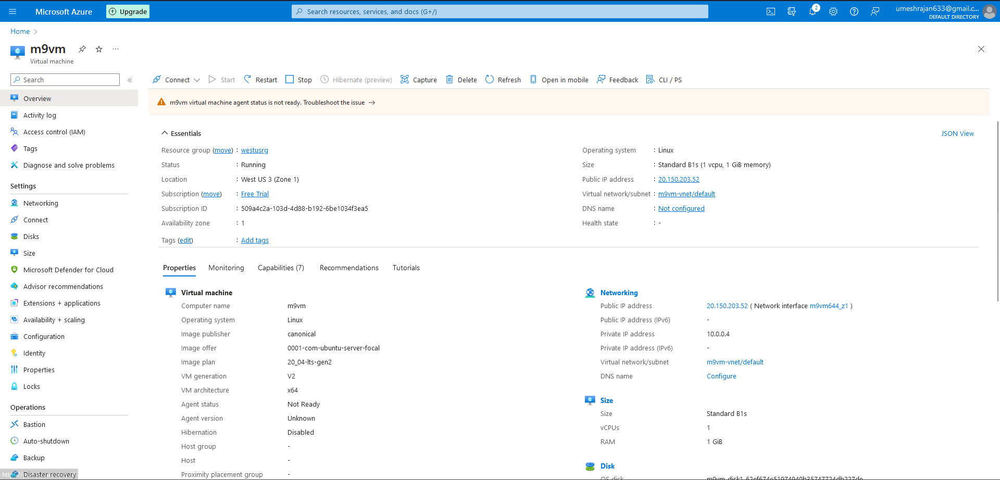 Microsoft Azure
Upgrade
Search resources, services, and docs (G+/)
2
umeshrajan633@gmail.c...
DEFAULT DIRECTORY
Home
m9vm
Virtual machine
Search
Connect
Start
Restart
Stop
Hibernate (preview)
Capture
Delete
Refresh
Open in mobile
Feedback
CLI / PS
m9vm virtual machine agent status is not ready. Troubleshoot the issue →
Overview
Activity log
Access control (IAM)
Tags
Diagnose and solve problems
Settings
Networking
Connect
Disks
Size
Microsoft Defender for Cloud
Advisor recommendations
Extensions + applications
Availability + scaling
Configuration
Identity
Properties
Locks
Operations
Bastion
Auto-shutdown
Backup
Disaster recovery
Essentials
JSON View
Resource group (move) : westusrg
Status : Running
Location : West US 3 (Zone 1)
Subscription (move) : Free Trial
Subscription ID : 509a4c2a-103d-4d88-b192-6be1034f3ea5
Availability zone : 1
Tags (edit) : Add tags
Operating system : Linux
Size : Standard B1s (1 vcpu, 1 GiB memory)
Public IP address : 20.150.203.52
Virtual network/subnet : m9vm-vnet/default
DNS name : Not configured
Health state : -
Properties
Monitoring
Capabilities (7)
Recommendations
Tutorials
Virtual machine
Computer name m9vm
Operating system Linux
Image publisher canonical
Image offer 0001-com-ubuntu-server-focal
Image plan 20_04-lts-gen2
VM generation V2
VM architecture x64
Agent status Not Ready
Agent version Unknown
Hibernation Disabled
Host group -
Host -
Proximity placement group -
Networking
Public IP address 20.150.203.52 ( Network interface m9vm644_z1 )
Public IP address (IPv6) -
Private IP address 10.0.0.4
Private IP address (IPv6) -
Virtual network/subnet m9vm-vnet/default
DNS name Configure
Size
Size Standard B1s
vCPUs 1
RAM 1 GiB
Disk